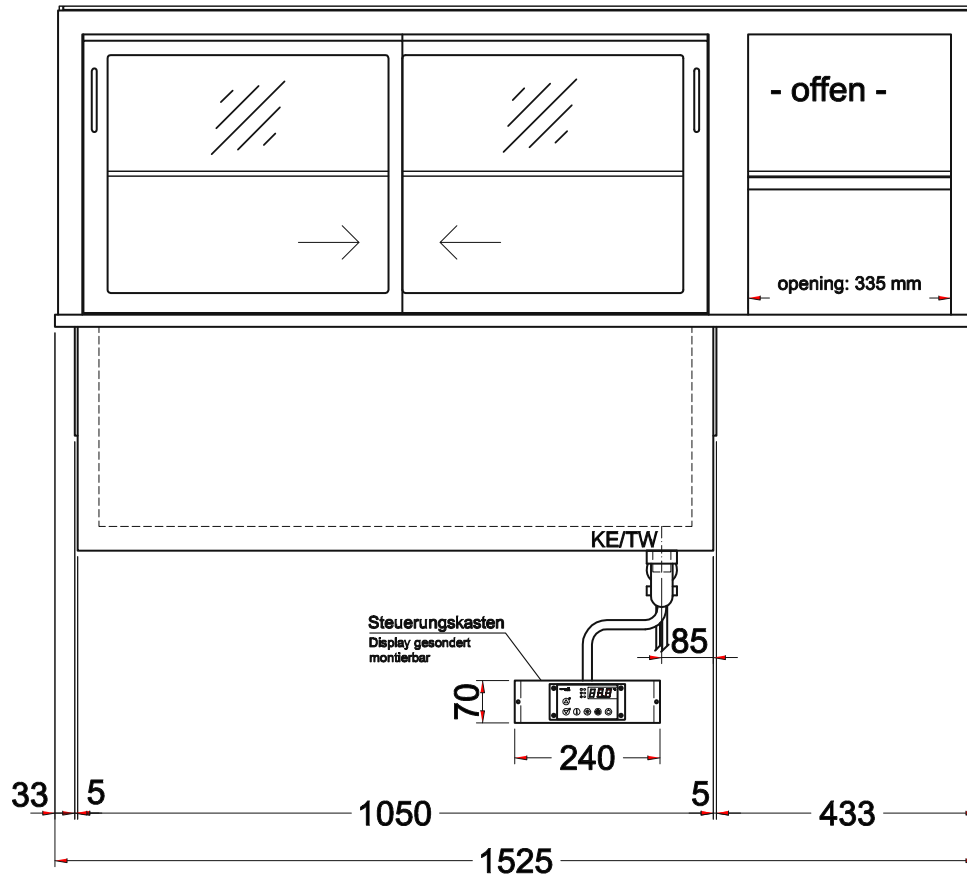 - offen -
opening: 335 mm
KE/TW
Steuerungskasten
Display gesondert
montierbar
85
70
240
33
5
1050
5
433
1525